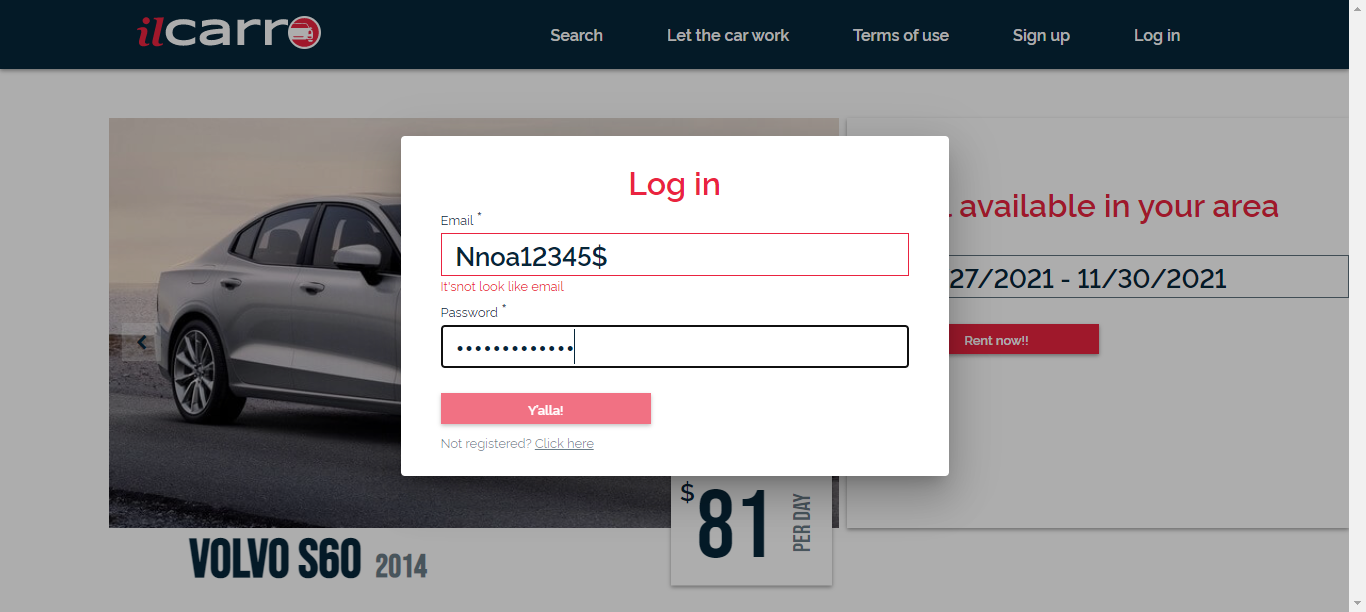 ilcarro
Search Let the car work Terms of use Sign up Log in
Log in
Email *
Nnoa12345$
It'snot look like email
Password *
•••••••••••••
Y'alla!
Not registered? Click here
available in your area
27/2021 - 11/30/2021
Rent now!!
$81 PER DAY
VOLVO S60 2014